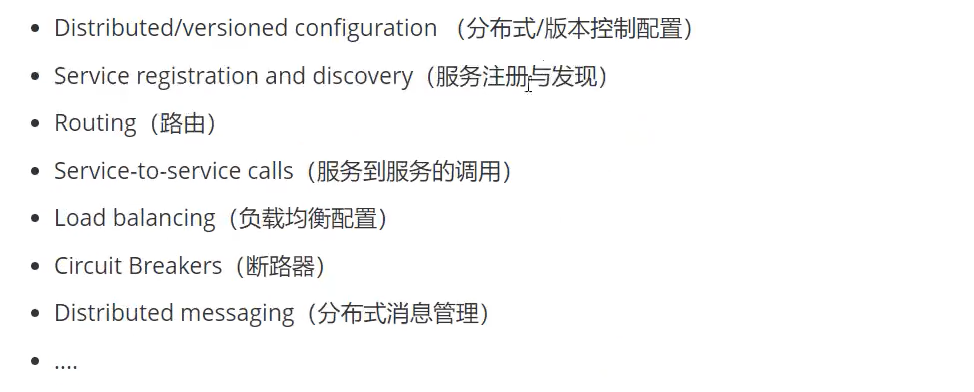 • Distributed/versioned configuration （分布式/版本控制配置）
• Service registration and discovery（服务注册与发现）
• Routing（路由）
• Service-to-service calls（服务到服务的调用）
• Load balancing（负载均衡配置）
• Circuit Breakers（断路器）
• Distributed messaging（分布式消息管理）
• ....